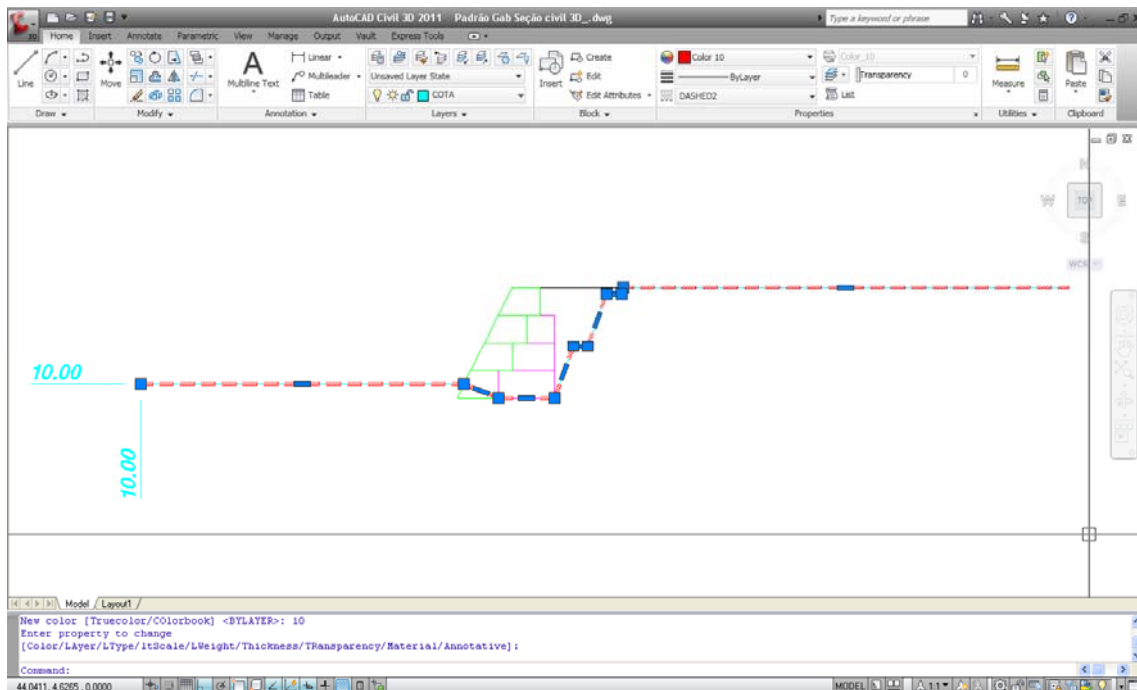 AutoCAD Civil 3D 2011 Padrão Gab Seção civil 3D_.dwg
Type a keyword or phrase
Home Insert Annotate Parametric View Manage Output Vault Express Tools
Line
Move
Multiline Text
Linear
Multileader
Table
Unsaved Layer State
COTA
Insert
Create
Edit
Edit Attributes
Color 10
ByLayer
DASHED2
Color_10
Transparency 0
List
Measure
Paste
Draw Modify Annotation Layers Block Properties Utilities Clipboard
N
W TOP E
S
WCS
10.00
10.00
Model Layout1
New color [Truecolor/COlorbook] <BYLAYER>: 10
Enter property to change
[Color/LAyer/LType/ltScale/LWeight/Thickness/TRansparency/Material/Annotative]:
Command:
44.0411, 4.6265, 0.0000
MODEL
1:1